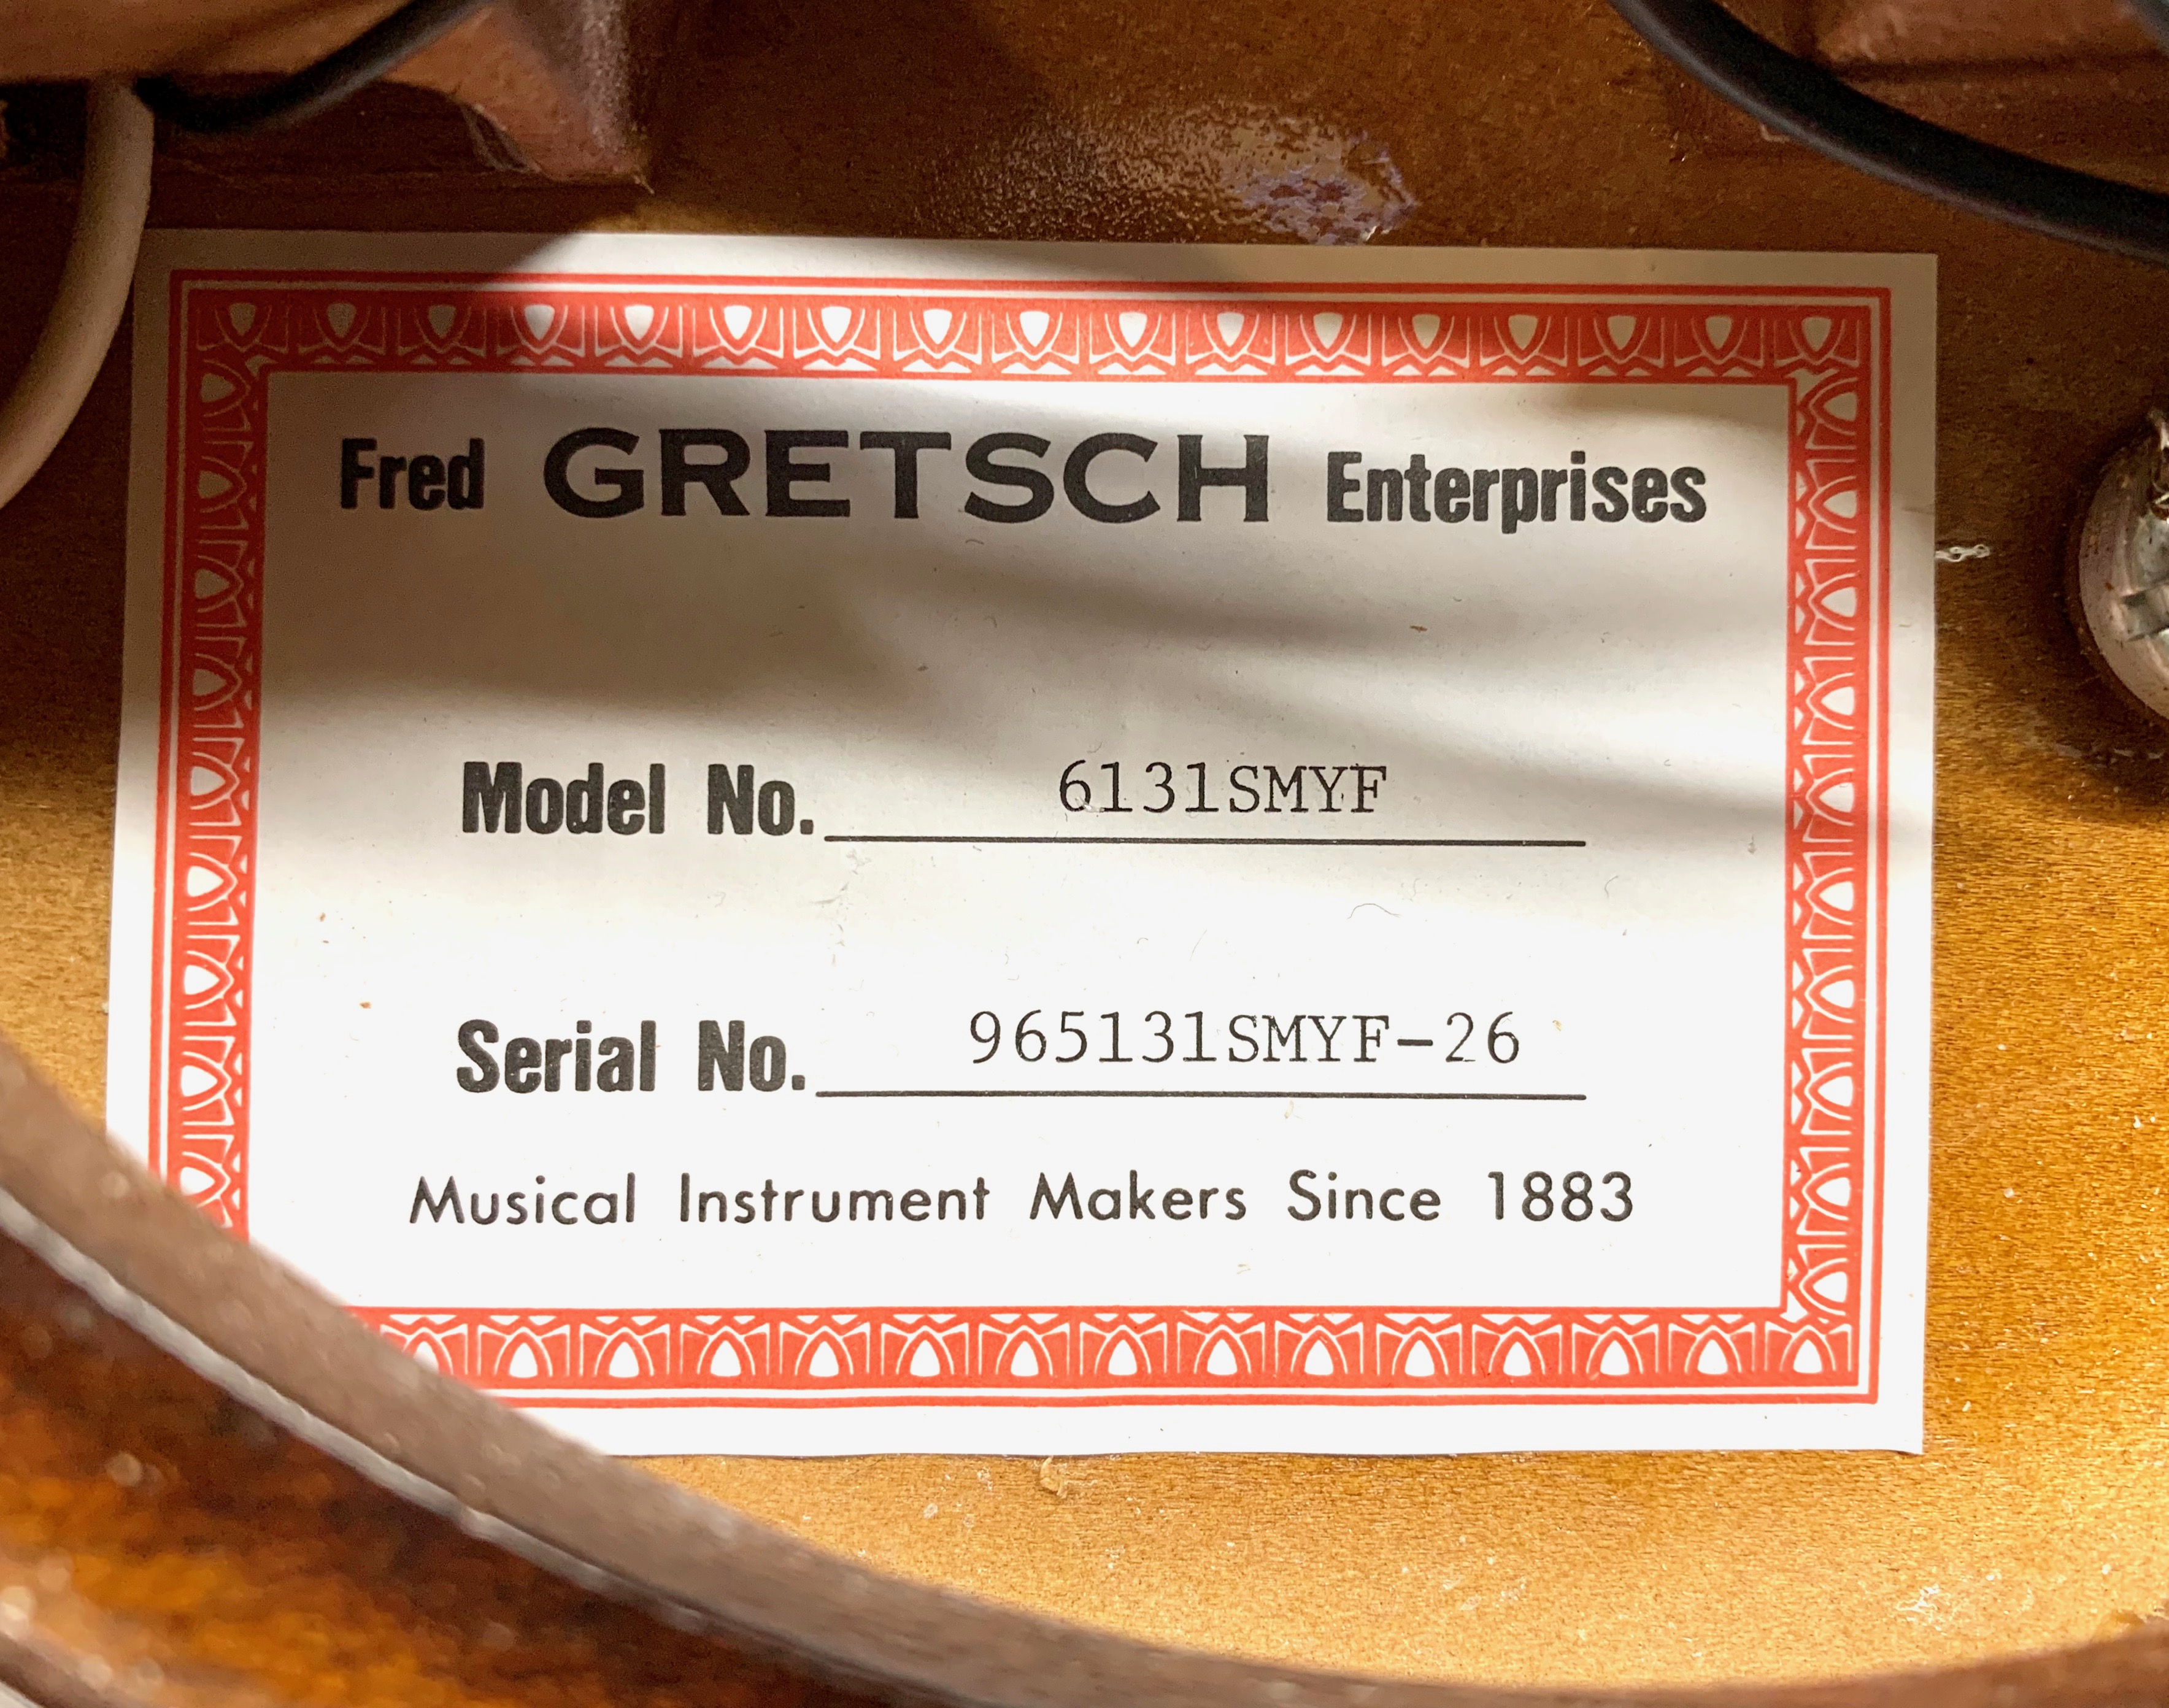 Fred GRETSCH Enterprises
Model No. 6131SMYF
Serial No. 965131SMYF-26
Musical Instrument Makers Since 1883